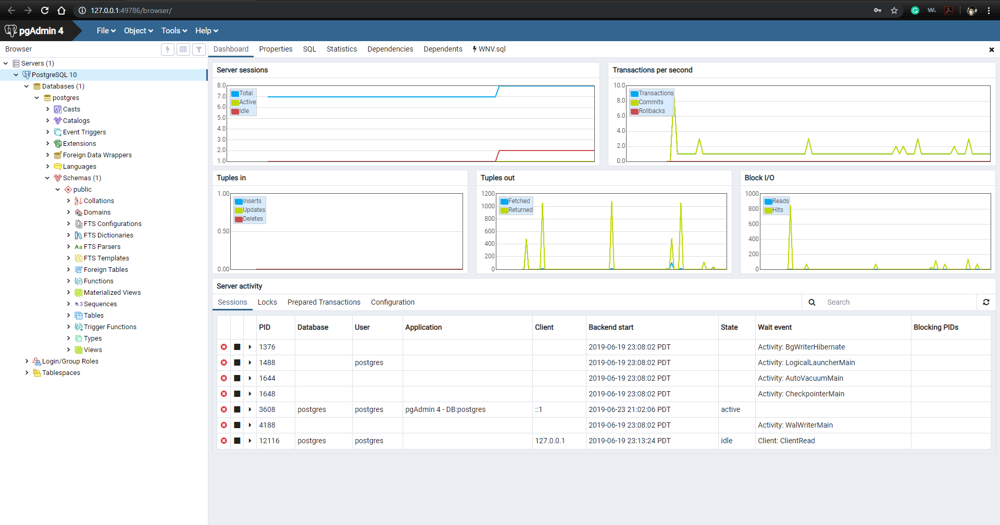 127.0.0.1:49786/browser/
pgAdmin 4
File Object Tools Help
Browser
Servers (1)
PostgreSQL 10
Databases (1)
postgres
Casts
Catalogs
Event Triggers
Extensions
Foreign Data Wrappers
Languages
Schemas (1)
public
Collations
Domains
FTS Configurations
FTS Dictionaries
Aa FTS Parsers
FTS Templates
Foreign Tables
Functions
Materialized Views
1..3 Sequences
Tables
Trigger Functions
Types
Views
Login/Group Roles
Tablespaces
Dashboard Properties SQL Statistics Dependencies Dependents WNV.sql
Server sessions
8.0
7.0
6.0
5.0
4.0
3.0
2.0
1.0
Total
Active
Idle
Transactions per second
10.0
8.0
6.0
4.0
2.0
0.0
Transactions
Commits
Rollbacks
Tuples in
1.00
0.50
0.00
Inserts
Updates
Deletes
Tuples out
1200
1000
800
600
400
200
0
Fetched
Returned
Block I/O
1000
800
600
400
200
0
Reads
Hits
Server activity
Sessions Locks Prepared Transactions Configuration Search
PID Database User Application Client Backend start State Wait event Blocking PIDs
1376 2019-06-19 23:08:02 PDT Activity: BgWriterHibernate
1488 postgres 2019-06-19 23:08:02 PDT Activity: LogicalLauncherMain
1644 2019-06-19 23:08:02 PDT Activity: AutoVacuumMain
1648 2019-06-19 23:08:02 PDT Activity: CheckpointerMain
3608 postgres postgres pgAdmin 4 - DB:postgres ::1 2019-06-23 21:02:06 PDT active
4188 2019-06-19 23:08:02 PDT Activity: WalWriterMain
12116 postgres postgres 127.0.0.1 2019-06-19 23:13:24 PDT idle Client: ClientRead